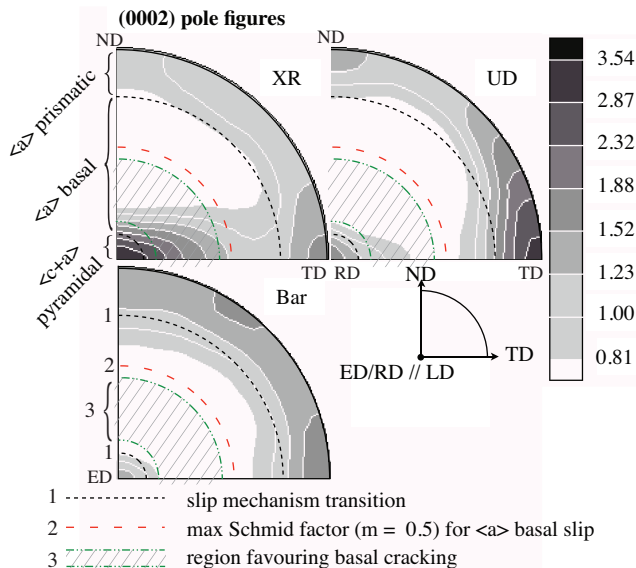 (0002) pole figures
ND
ND
XR
UD
<a> prismatic
<a> basal
<c+a>
pyramidal
3.54
2.87
2.32
1.88
1.52
1.23
1.00
0.81
TD
RD
TD
ND
Bar
1
2
3
1
ED
TD
ED/RD // LD
1 slip mechanism transition
2 max Schmid factor (m = 0.5) for <a> basal slip
3 region favouring basal cracking